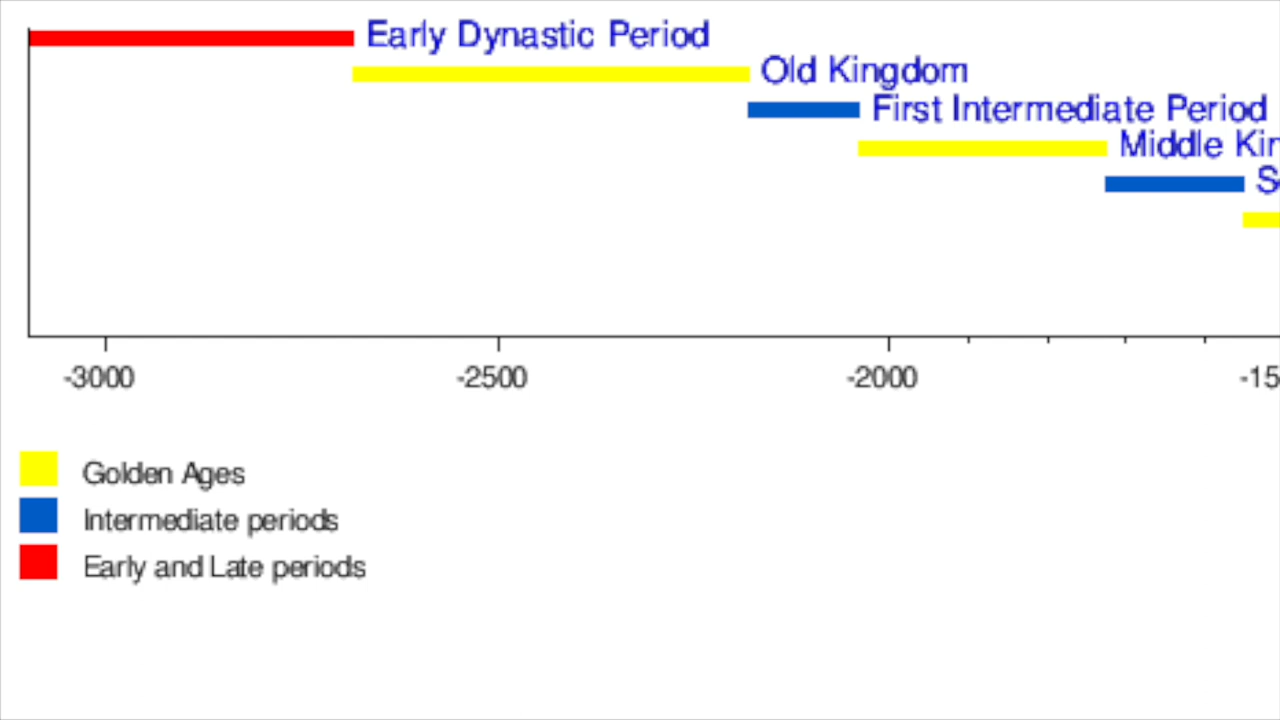 Early Dynastic Period
Old Kingdom
First Intermediate Period
Middle
-3000 -2500 -2000
Golden Ages
Intermediate periods
Early and Late periods